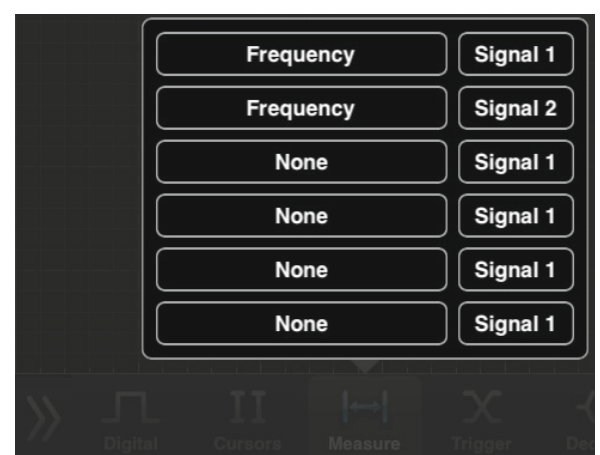 Frequency Signal 1
Frequency Signal 2
None Signal 1
None Signal 1
None Signal 1
None Signal 1
Digital Cursors Measure Trigger